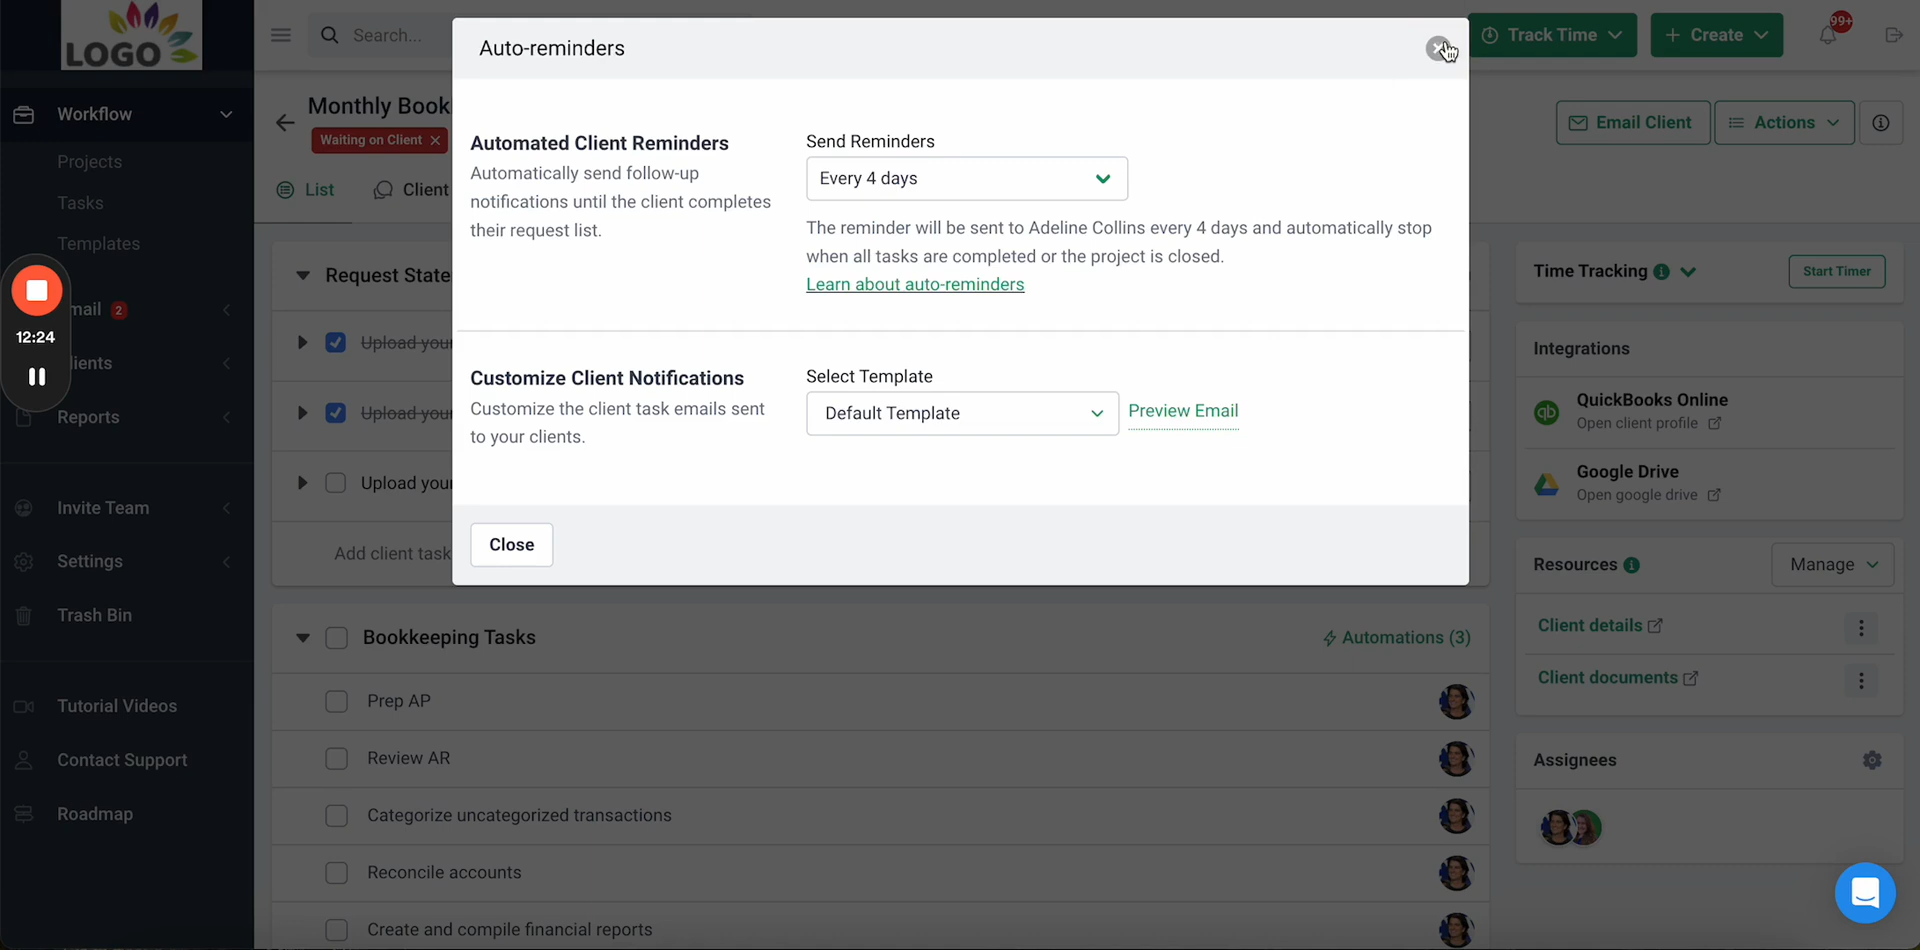 LOGO
Search...
Auto-reminders
Track Time
+ Create
99+
Workflow
Projects
Tasks
Templates
mail 2
lients
Reports
Invite Team
Settings
Trash Bin
Tutorial Videos
Contact Support
Roadmap
12:24
Monthly Book
Waiting on Client ×
List
Client
Email Client
Actions
Automated Client Reminders
Automatically send follow-up
notifications until the client completes
their request list.
Send Reminders
Every 4 days
The reminder will be sent to Adeline Collins every 4 days and automatically stop
when all tasks are completed or the project is closed.
Learn about auto-reminders
Customize Client Notifications
Customize the client task emails sent
to your clients.
Select Template
Default Template
Preview Email
Close
Request State
Upload you
Upload you
Upload you
Add client task
Bookkeeping Tasks
Automations (3)
Prep AP
Review AR
Categorize uncategorized transactions
Reconcile accounts
Create and compile financial reports
Time Tracking
Start Timer
Integrations
qb
QuickBooks Online
Open client profile
Google Drive
Open google drive
Resources
Manage
Client details
Client documents
Assignees